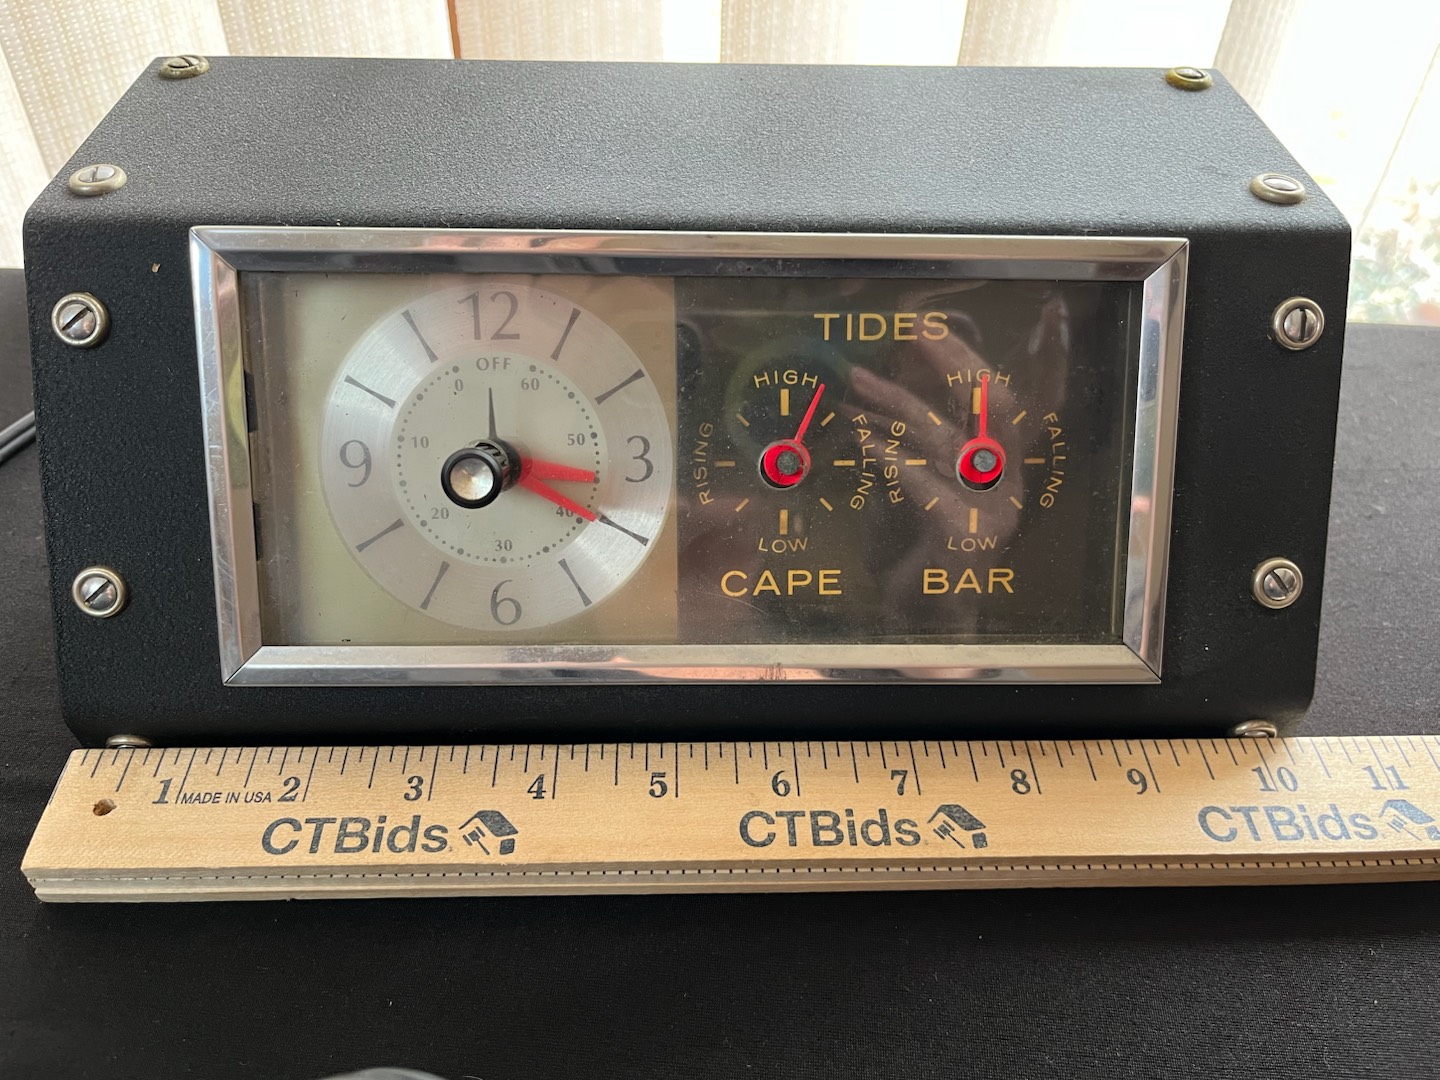 12
OFF
0 60
10 50
9 3
20 40
30
6
TIDES
HIGH HIGH
RISING FALLING RISING FALLING
LOW LOW
CAPE BAR
1 MADE IN USA 2 3 4 5 6 7 8 9 10 11
CTBids CTBids CTBids